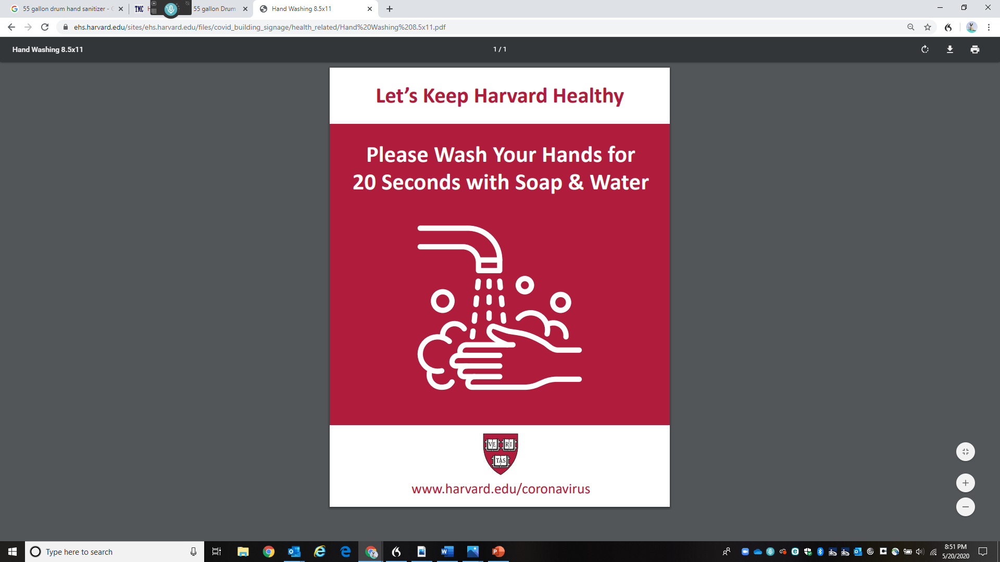 55 gallon drum hand sanitizer -
TMC
55 gallon Drum
Hand Washing 8.5x11
ehs.harvard.edu/sites/ehs.harvard.edu/files/covid_building_signage/health_related/Hand%20Washing%208.5x11.pdf
Hand Washing 8.5x11
1 / 1
Let's Keep Harvard Healthy
Please Wash Your Hands for
20 Seconds with Soap & Water
VE RI
TAS
www.harvard.edu/coronavirus
Type here to search
8:51 PM
5/20/2020